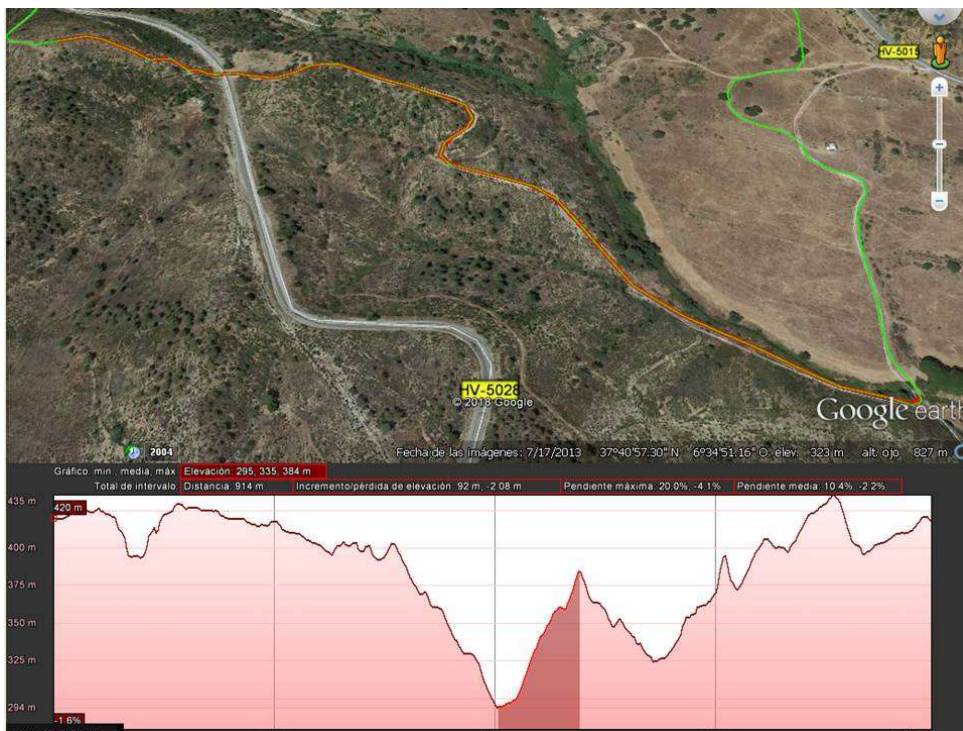 HV-5015
HV-5028
© 2018 Google
Google earth
2004
Fecha de las imágenes: 7/17/2013 37°40'57.30" N 6°34'51.16" O elev. 323 m alt. ojo 827 m
Gráfico: mín., media, máx. Elevación: 295, 335, 384 m
Total de intervalo Distancia: 914 m Incremento/pérdida de elevación: 92 m, -2.08 m Pendiente máxima: 20.0%, -4.1% Pendiente media: 10.4%, -2.2%
435 m
420 m
400 m
375 m
350 m
325 m
294 m
-1.6%